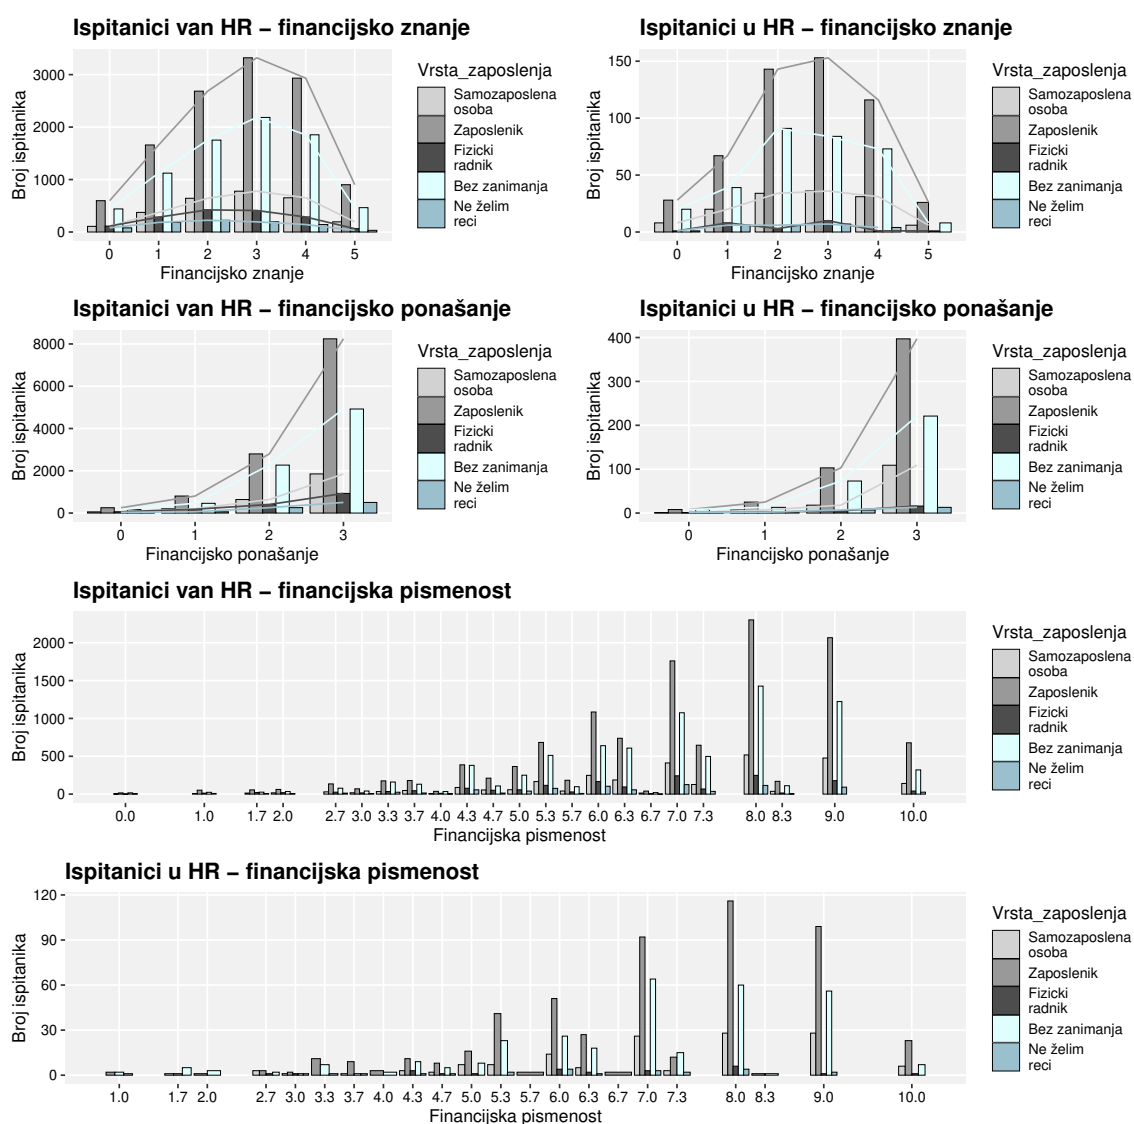 Ispitanici van HR – financijsko znanje
Broj ispitanika
3000
2000
1000
0
0 1 2 3 4 5
Financijsko znanje
Vrsta_zaposlenja
Samozaposlena
osoba
Zaposlenik
Fizicki
radnik
Bez zanimanja
Ne želim
reci
Ispitanici u HR – financijsko znanje
Broj ispitanika
150
100
50
0
0 1 2 3 4 5
Financijsko znanje
Vrsta_zaposlenja
Samozaposlena
osoba
Zaposlenik
Fizicki
radnik
Bez zanimanja
Ne želim
reci
Ispitanici van HR – financijsko ponašanje
Broj ispitanika
8000
6000
4000
2000
0
0 1 2 3
Financijsko ponašanje
Vrsta_zaposlenja
Samozaposlena
osoba
Zaposlenik
Fizicki
radnik
Bez zanimanja
Ne želim
reci
Ispitanici u HR – financijsko ponašanje
Broj ispitanika
400
300
200
100
0
0 1 2 3
Financijsko ponašanje
Vrsta_zaposlenja
Samozaposlena
osoba
Zaposlenik
Fizicki
radnik
Bez zanimanja
Ne želim
reci
Ispitanici van HR – financijska pismenost
Broj ispitanika
2000
1500
1000
500
0
0.0 1.0 1.7 2.0 2.7 3.0 3.3 3.7 4.0 4.3 4.7 5.0 5.3 5.7 6.0 6.3 6.7 7.0 7.3 8.0 8.3 9.0 10.0
Financijska pismenost
Vrsta_zaposlenja
Samozaposlena
osoba
Zaposlenik
Fizicki
radnik
Bez zanimanja
Ne želim
reci
Ispitanici u HR – financijska pismenost
Broj ispitanika
120
90
60
30
0
1.0 1.7 2.0 2.7 3.0 3.3 3.7 4.0 4.3 4.7 5.0 5.3 5.7 6.0 6.3 6.7 7.0 7.3 8.0 8.3 9.0 10.0
Financijska pismenost
Vrsta_zaposlenja
Samozaposlena
osoba
Zaposlenik
Fizicki
radnik
Bez zanimanja
Ne želim
reci